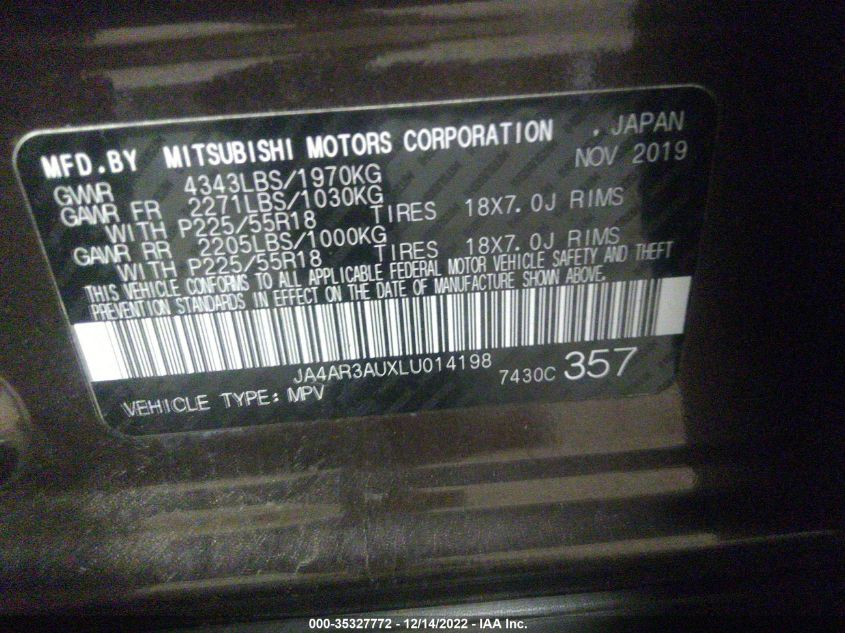 MFD.BY MITSUBISHI MOTORS CORPORATION . JAPAN
NOV 2019
GVWR 4343LBS/1970KG
GAWR FR 2271LBS/1030KG
WITH P225/55R18 TIRES 18X7.0J RIMS
GAWR RR 2205LBS/1000KG
WITH P225/55R18 TIRES 18X7.0J RIMS
THIS VEHICLE CONFORMS TO ALL APPLICABLE FEDERAL MOTOR VEHICLE SAFETY AND THEFT
PREVENTION STANDARDS IN EFFECT ON THE DATE OF MANUFACTURE SHOWN ABOVE.
JA4AR3AUXLU014198
7430C 357
VEHICLE TYPE: MPV
000-35327772 - 12/14/2022 - IAA Inc.